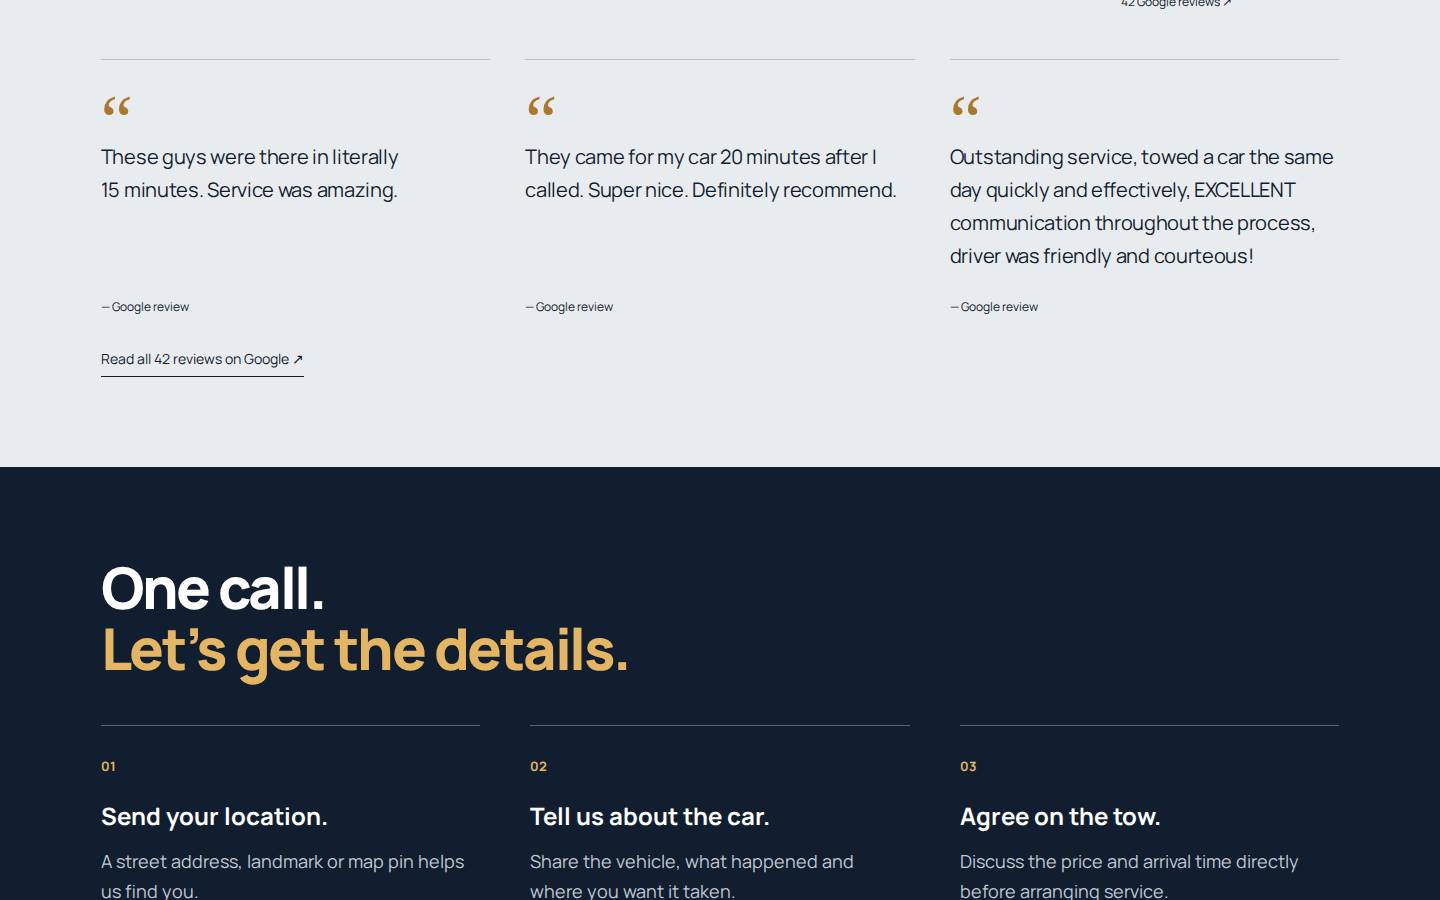 42 Google reviews ↗
“
These guys were there in literally
15 minutes. Service was amazing.
— Google review
“
They came for my car 20 minutes after I
called. Super nice. Definitely recommend.
— Google review
“
Outstanding service, towed a car the same
day quickly and effectively, EXCELLENT
communication throughout the process,
driver was friendly and courteous!
— Google review
Read all 42 reviews on Google ↗
One call.
Let’s get the details.
01
Send your location.
A street address, landmark or map pin helps
us find you.
02
Tell us about the car.
Share the vehicle, what happened and
where you want it taken.
03
Agree on the tow.
Discuss the price and arrival time directly
before arranging service.